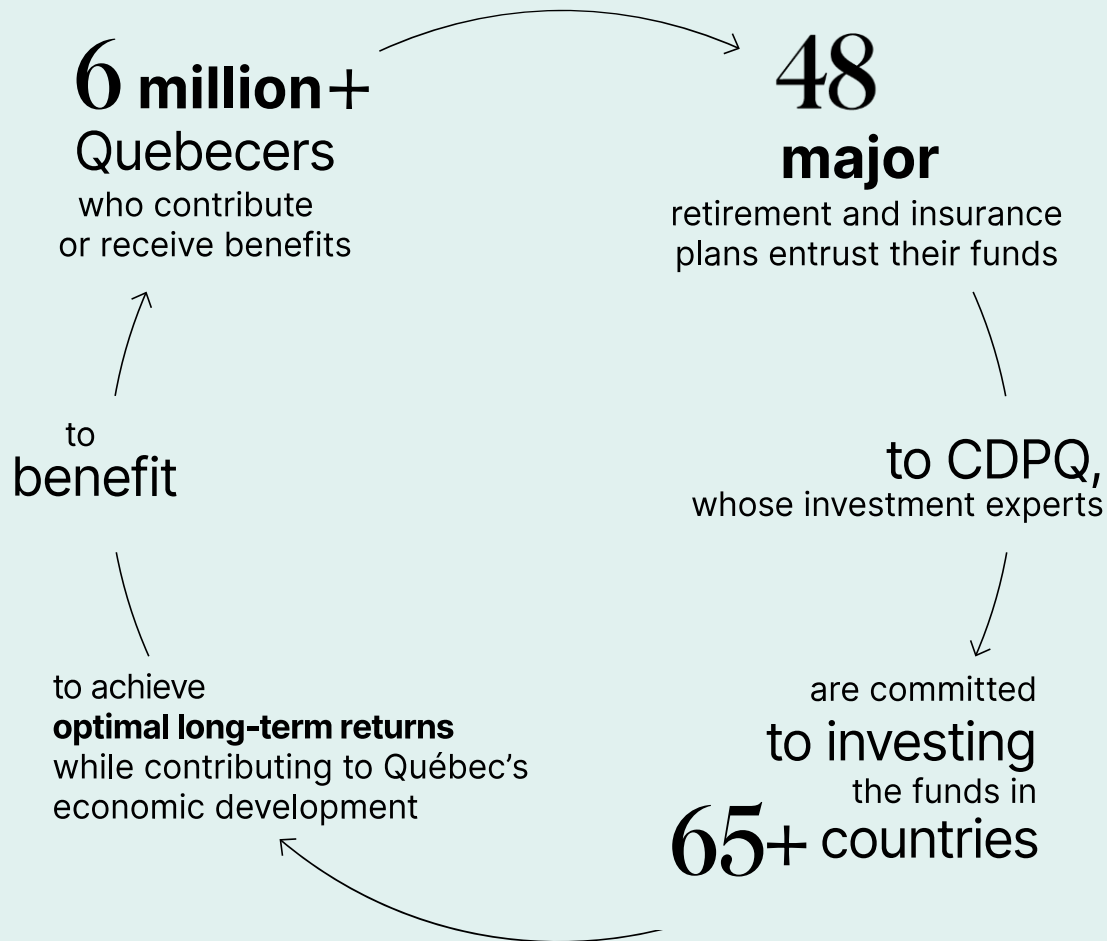 6 million+
Quebecers
who contribute
or receive benefits
48
major
retirement and insurance
plans entrust their funds
to CDPQ,
whose investment experts
are committed
to investing
the funds in
65+ countries
to achieve
optimal long-term returns
while contributing to Québec’s
economic development
to
benefit